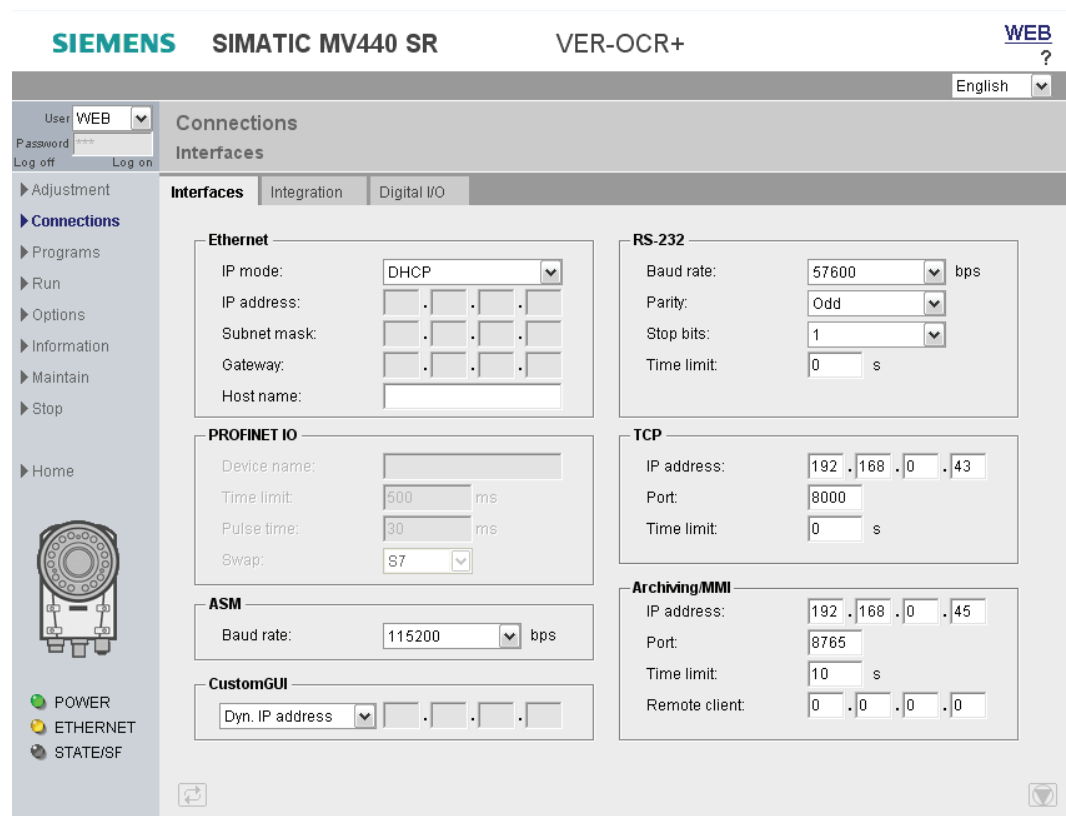 SIEMENS SIMATIC MV440 SR VER-OCR+ WEB
?
English
User WEB
Password ***
Log off Log on
Connections
Interfaces
Adjustment
Connections
Programs
Run
Options
Information
Maintain
Stop
Home
POWER
ETHERNET
STATE/SF
Interfaces Integration Digital I/O
Ethernet
IP mode: DHCP
IP address: . . .
Subnet mask: . . .
Gateway: . . .
Host name:
PROFINET IO
Device name:
Time limit: 500 ms
Pulse time: 30 ms
Swap: S7
ASM
Baud rate: 115200 bps
CustomGUI
Dyn. IP address . . .
RS-232
Baud rate: 57600 bps
Parity: Odd
Stop bits: 1
Time limit: 0 s
TCP
IP address: 192 . 168 . 0 . 43
Port: 8000
Time limit: 0 s
Archiving/MMI
IP address: 192 . 168 . 0 . 45
Port: 8765
Time limit: 10 s
Remote client: 0 . 0 . 0 . 0